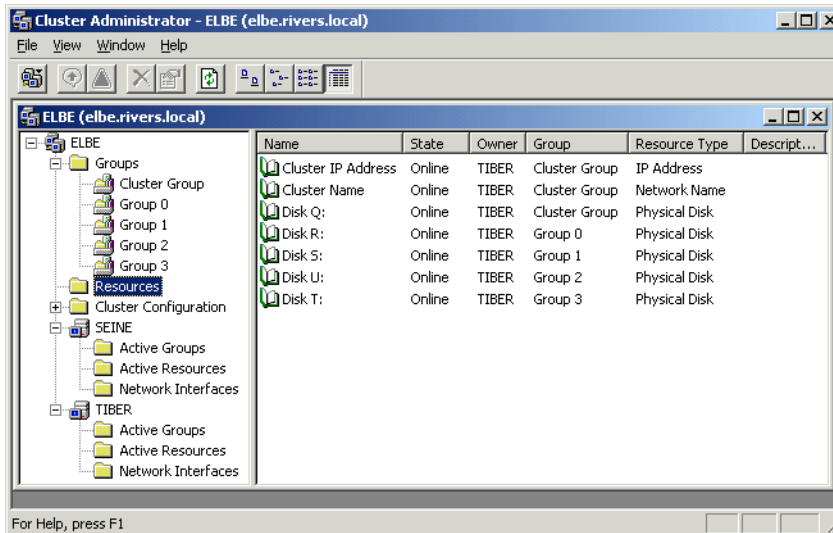 Cluster Administrator - ELBE (elbe.rivers.local)
File View Window Help
ELBE (elbe.rivers.local)
ELBE
Groups
Cluster Group
Group 0
Group 1
Group 2
Group 3
Resources
Cluster Configuration
SEINE
Active Groups
Active Resources
Network Interfaces
TIBER
Active Groups
Active Resources
Network Interfaces
Name State Owner Group Resource Type Descript...
Cluster IP Address Online TIBER Cluster Group IP Address
Cluster Name Online TIBER Cluster Group Network Name
Disk Q: Online TIBER Cluster Group Physical Disk
Disk R: Online TIBER Group 0 Physical Disk
Disk S: Online TIBER Group 1 Physical Disk
Disk U: Online TIBER Group 2 Physical Disk
Disk T: Online TIBER Group 3 Physical Disk
For Help, press F1